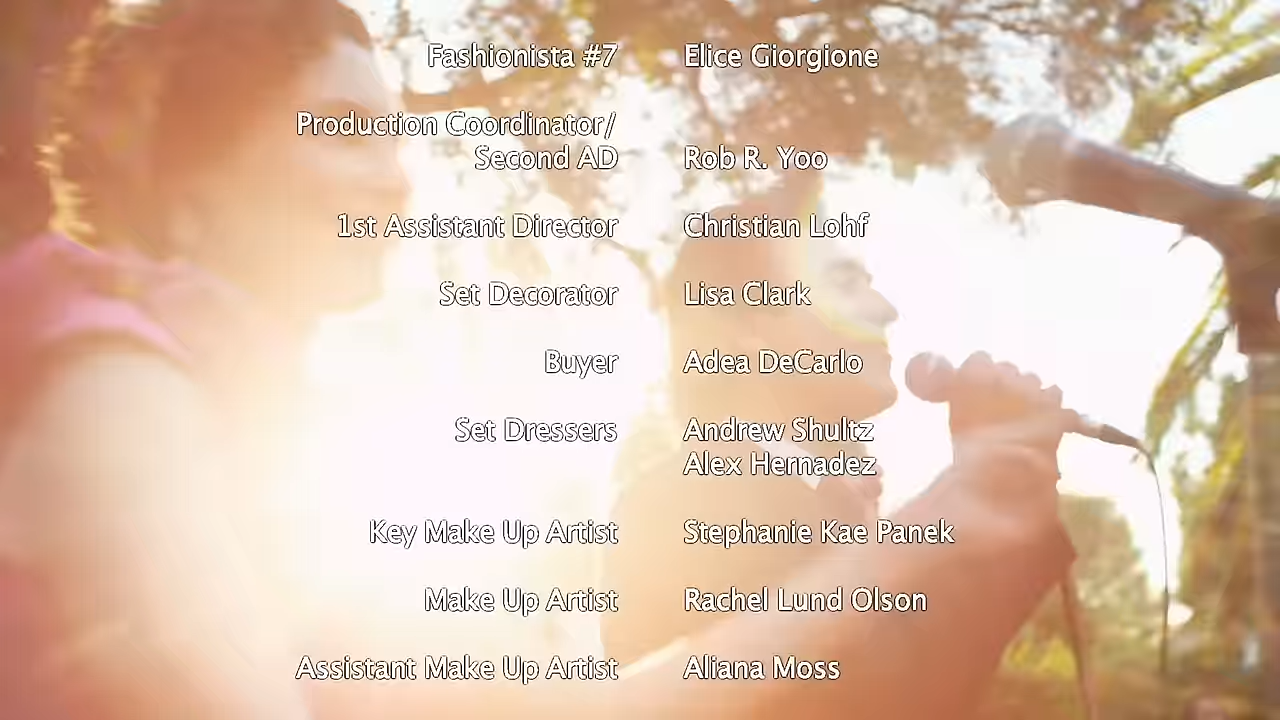 Fashionista #7 Elice Giorgione
Production Coordinator/
Second AD Rob R. Yoo
1st Assistant Director Christian Lohf
Set Decorator Lisa Clark
Buyer Adea DeCarlo
Set Dressers Andrew Shultz
Alex Hernadez
Key Make Up Artist Stephanie Kae Panek
Make Up Artist Rachel Lund Olson
Assistant Make Up Artist Aliana Moss